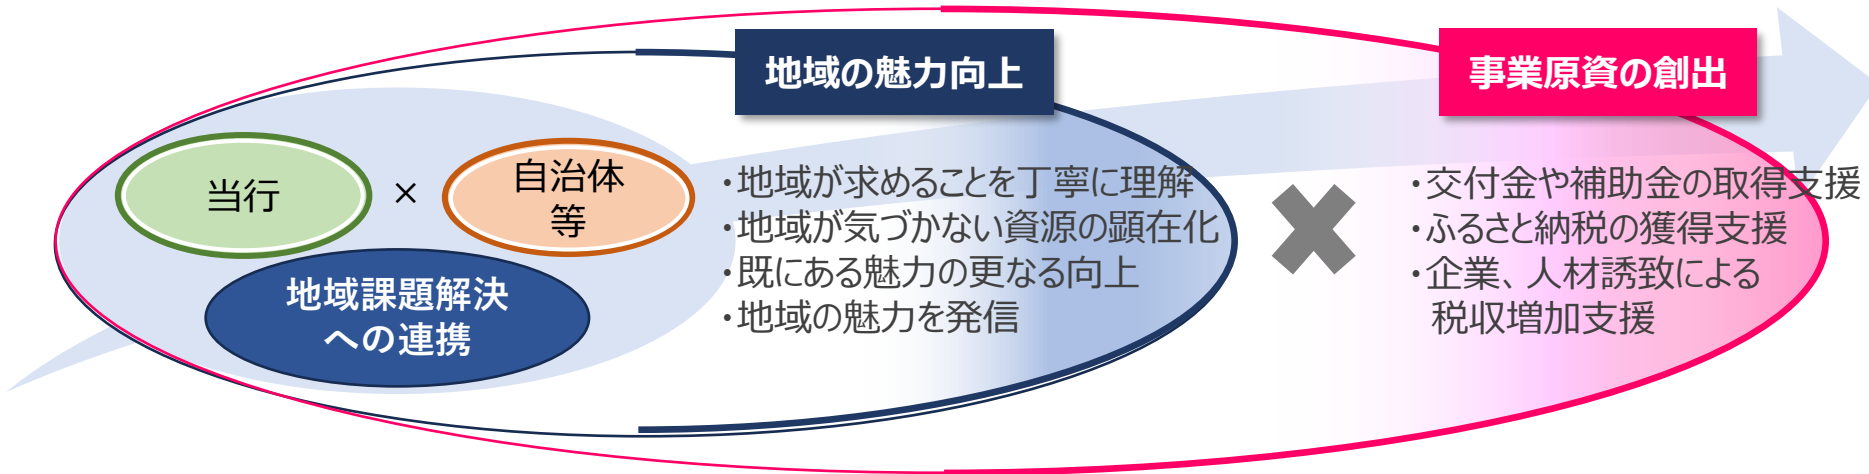 当行
×
自治体
等
地域課題解決
への連携
地域の魅力向上
・地域が求めることを丁寧に理解
・地域が気づかない資源の顕在化
・既にある魅力の更なる向上
・地域の魅力を発信
事業原資の創出
・交付金や補助金の取得支援
・ふるさと納税の獲得支援
・企業、人材誘致による
税収増加支援